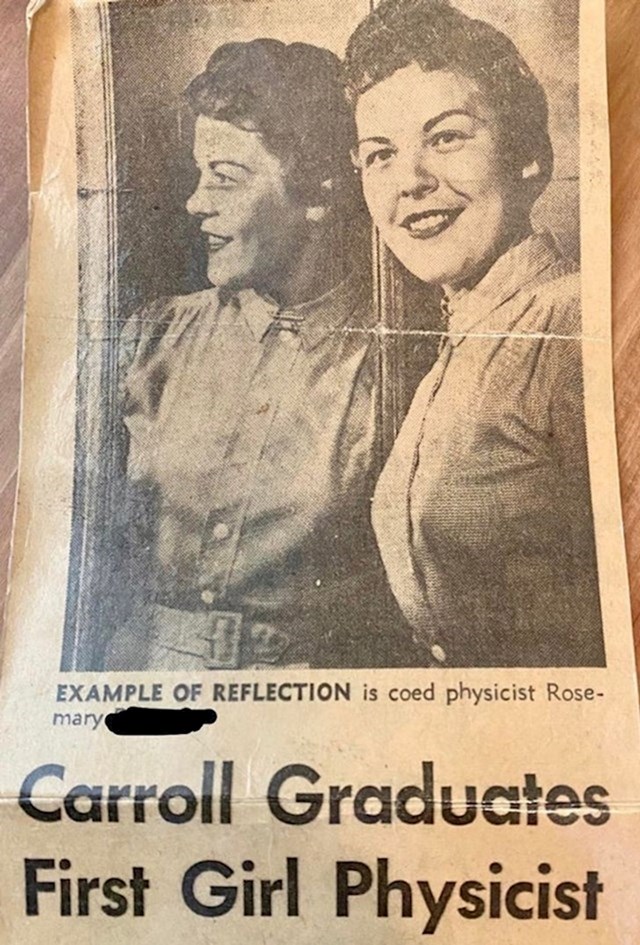 EXAMPLE OF REFLECTION is coed physicist Rose-
mary
Carroll Graduates
First Girl Physicist